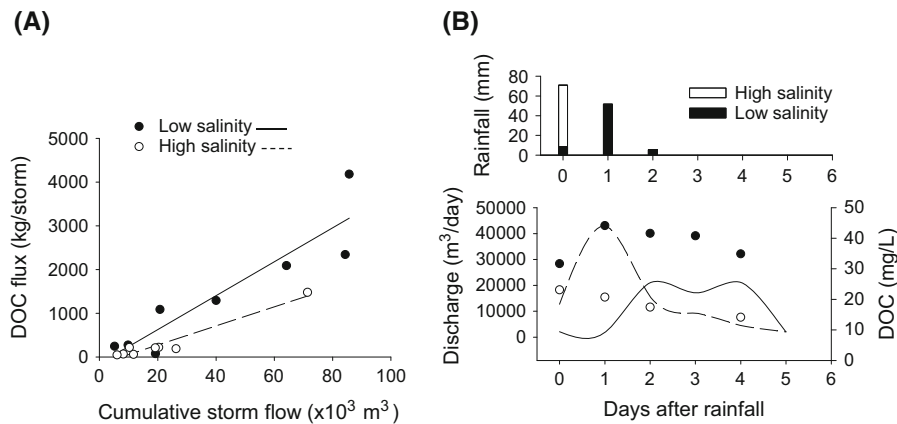 (A)
Low salinity
High salinity
DOC flux (kg/storm)
5000
4000
3000
2000
1000
0
0 20 40 60 80 100
Cumulative storm flow (x10³ m³)
(B)
Rainfall (mm)
80
60
40
20
0
High salinity
Low salinity
0 1 2 3 4 5 6
Discharge (m³/day)
50000
40000
30000
20000
10000
0
50
40
30
20
10
0
DOC (mg/L)
0 1 2 3 4 5 6
Days after rainfall